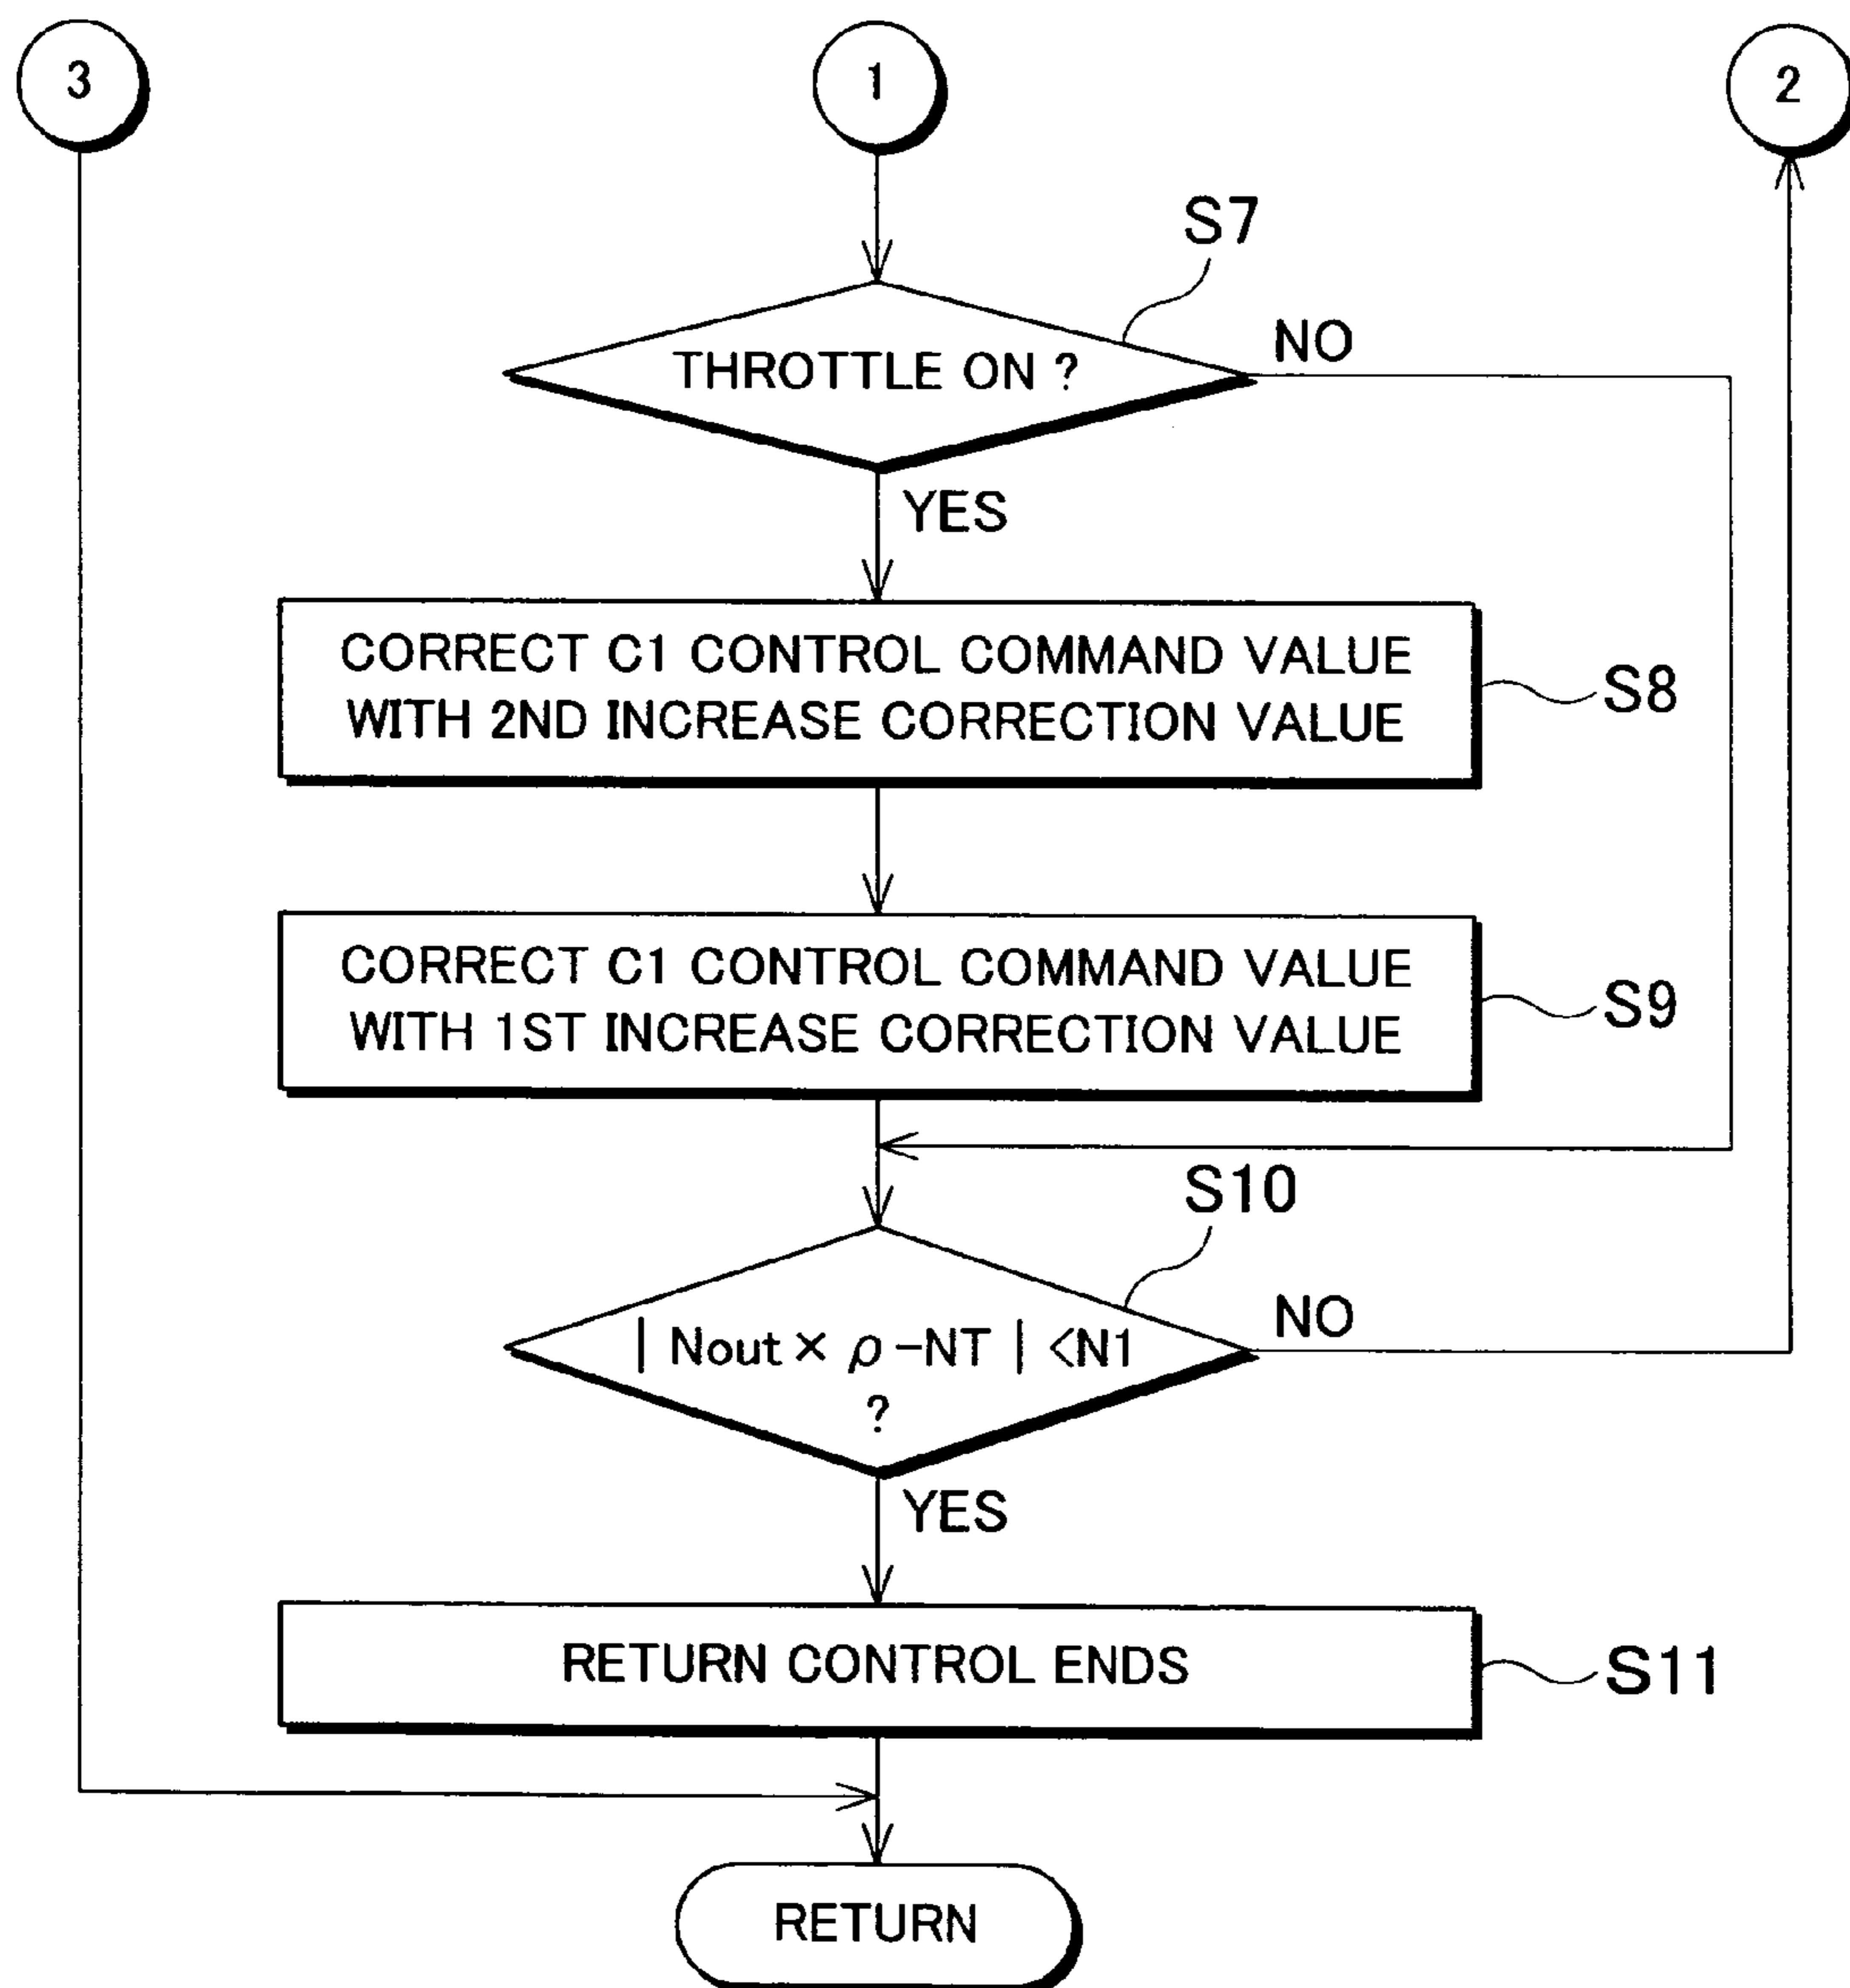 3
1
2
S7
THROTTLE ON ?
NO
YES
CORRECT C1 CONTROL COMMAND VALUE
WITH 2ND INCREASE CORRECTION VALUE
S8
CORRECT C1 CONTROL COMMAND VALUE
WITH 1ST INCREASE CORRECTION VALUE
S9
S10
| Nout × ρ -NT | <N1
?
NO
YES
RETURN CONTROL ENDS
S11
RETURN